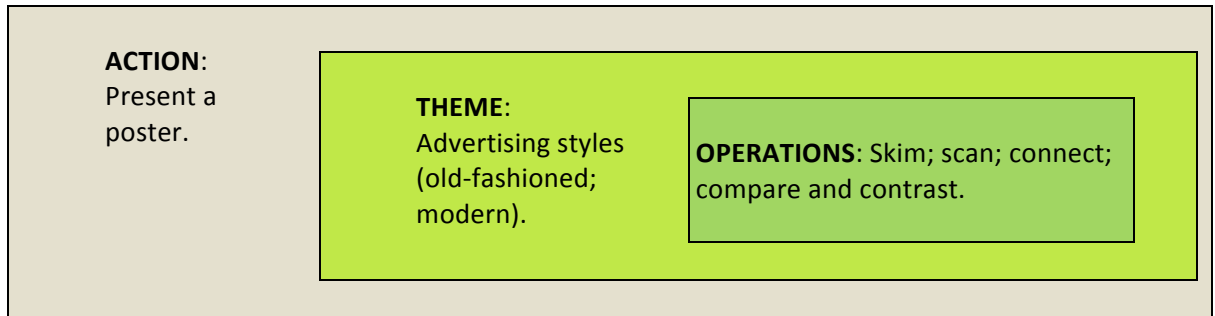 ACTION:
Present a
poster.
THEME:
Advertising styles
(old-fashioned;
modern).
OPERATIONS: Skim; scan; connect;
compare and contrast.